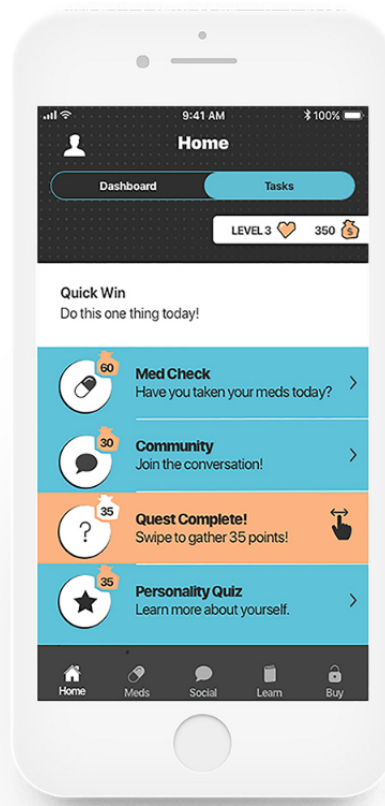 9:41 AM
100%
Home
Dashboard
Tasks
LEVEL 3
350
$
Quick Win
Do this one thing today!
60
Med Check
Have you taken your meds today?
30
Community
Join the conversation!
35
?
Quest Complete!
Swipe to gather 35 points!
35
Personality Quiz
Learn more about yourself.
Home
Meds
Social
Learn
Buy